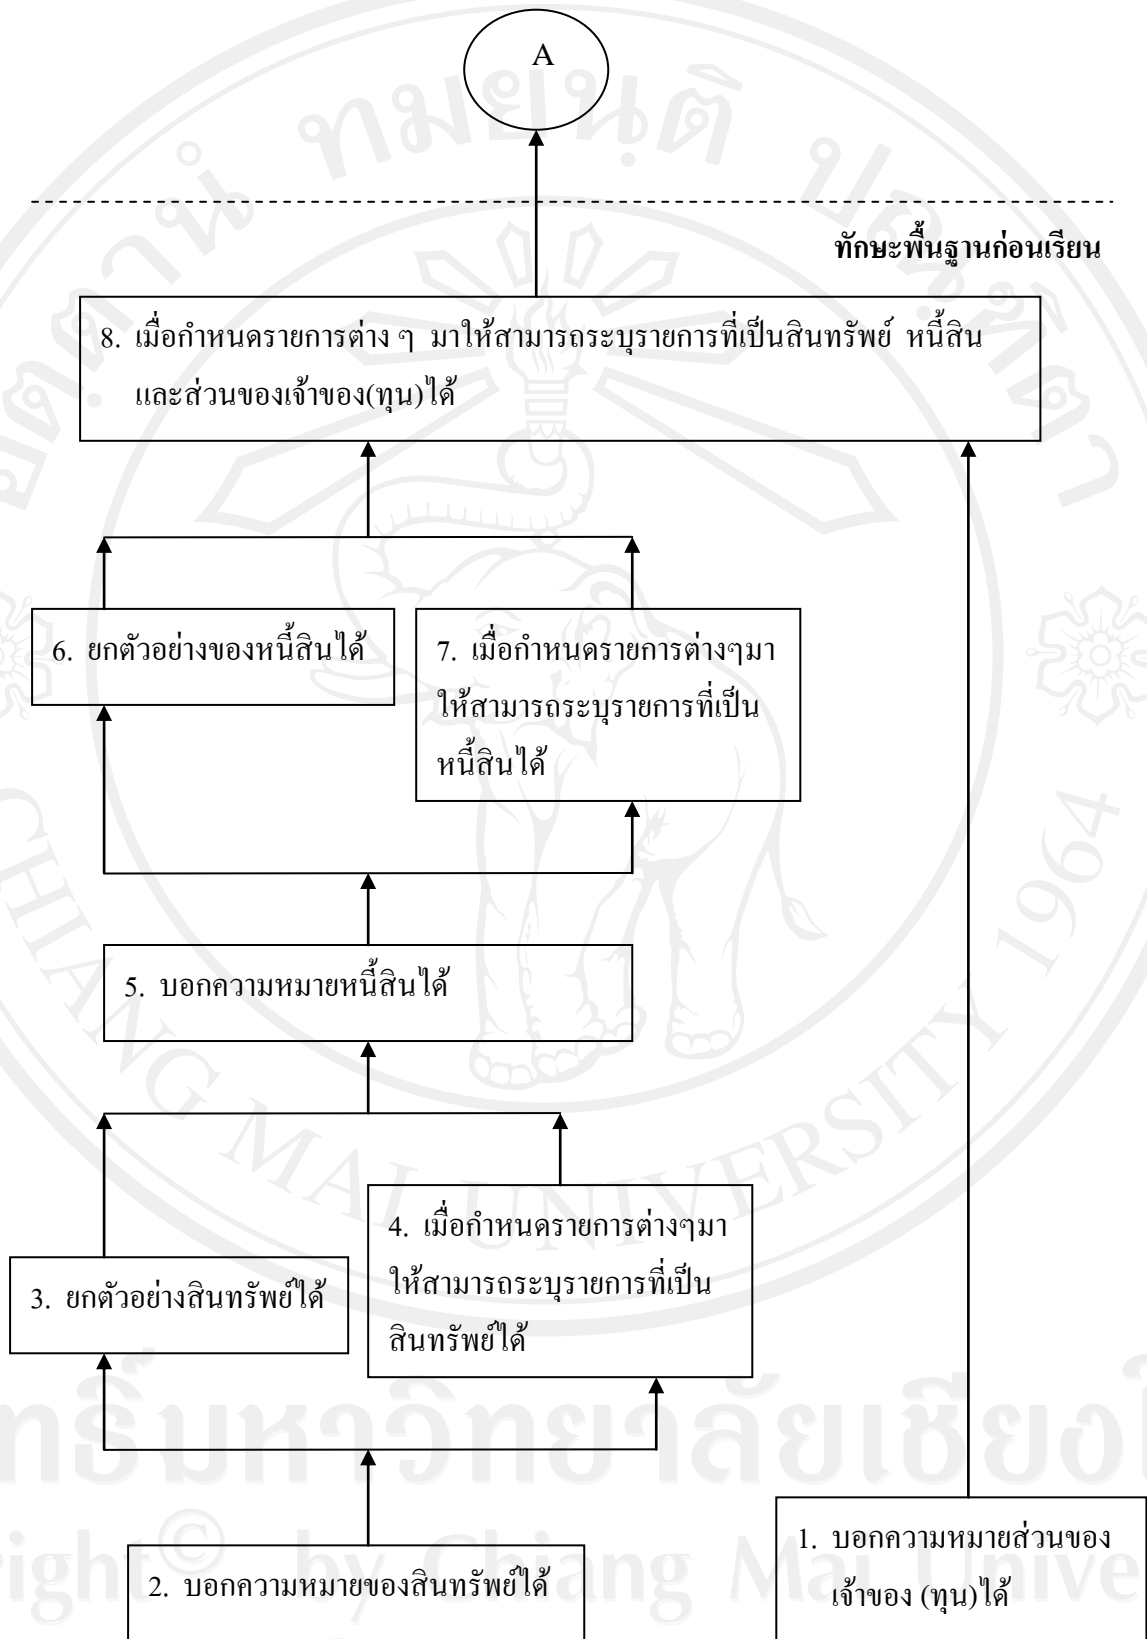 A
ทักษะพื้นฐานก่อนเรียน
8. เมื่อกำหนดรายการต่าง ๆ มาให้สามารถระบุรายการที่เป็นสินทรัพย์ หนี้สิน
และส่วนของเจ้าของ(ทุน)ได้
6. ยกตัวอย่างของหนี้สินได้
7. เมื่อกำหนดรายการต่างๆมา
ให้สามารถระบุรายการที่เป็น
หนี้สินได้
5. บอกความหมายหนี้สินได้
4. เมื่อกำหนดรายการต่างๆมา
ให้สามารถระบุรายการที่เป็น
สินทรัพย์ได้
3. ยกตัวอย่างสินทรัพย์ได้
1. บอกความหมายส่วนของ
เจ้าของ (ทุน)ได้
2. บอกความหมายของสินทรัพย์ได้
CHIANG MAI UNIVERSITY 1964
by Chiang Mai